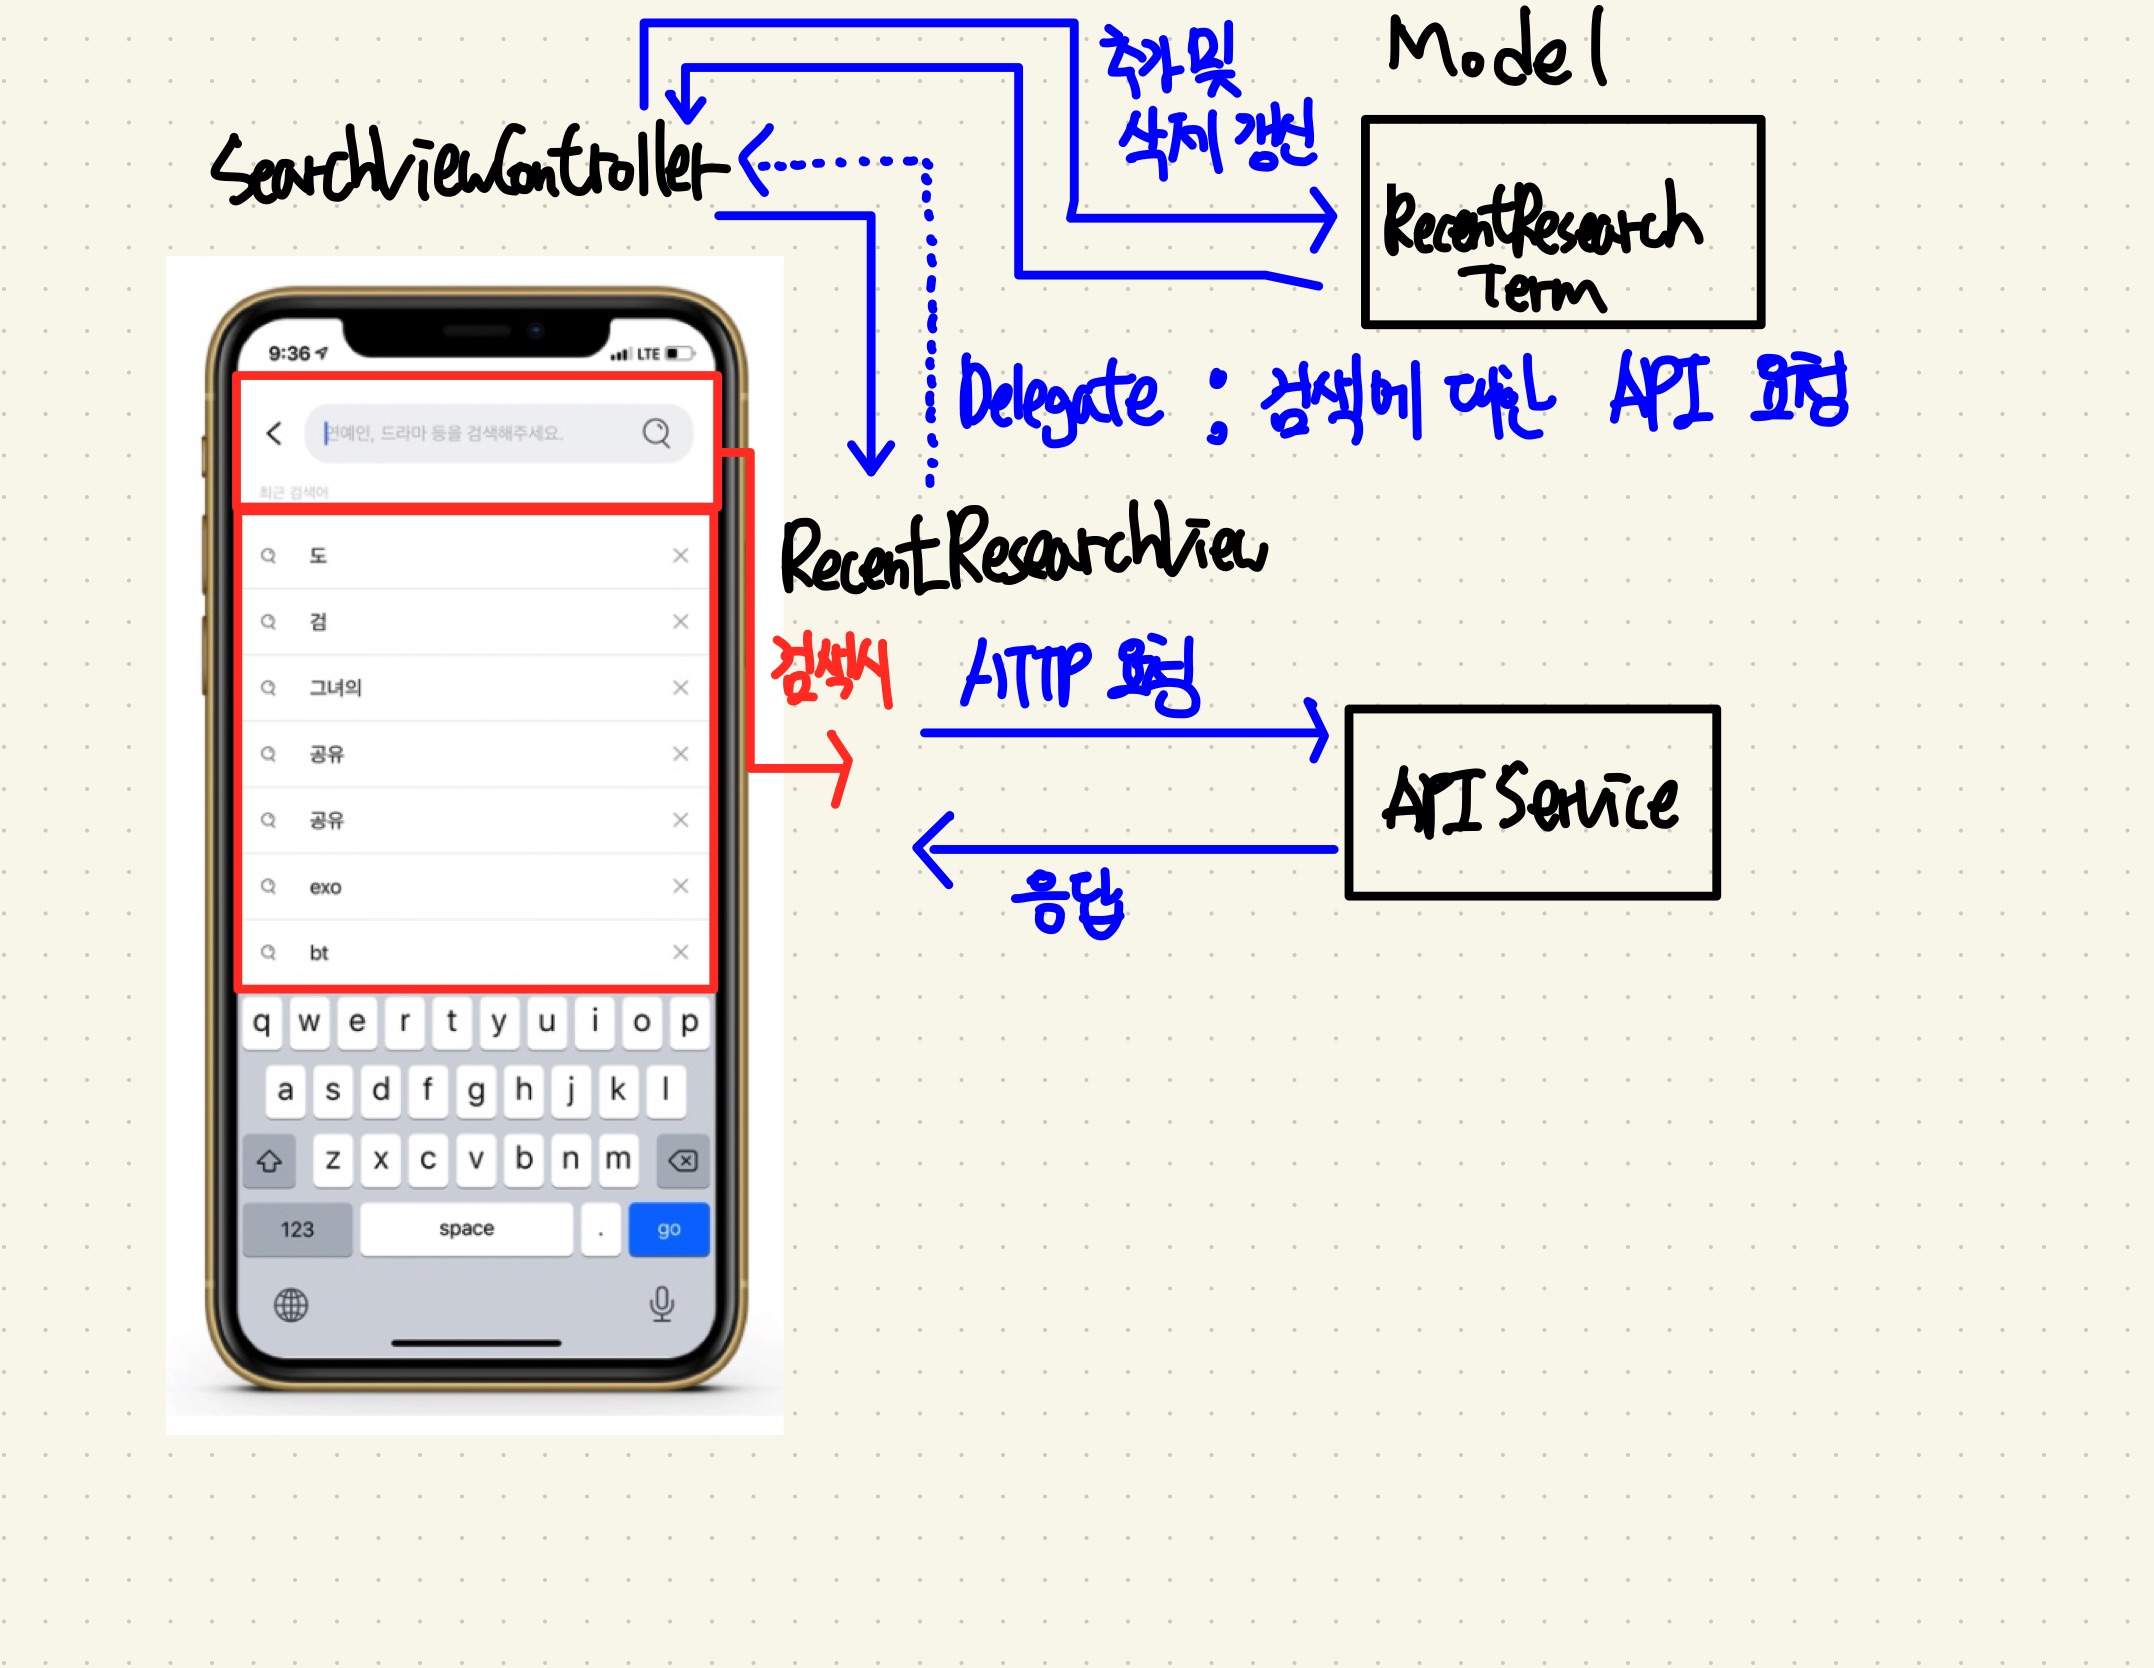 추가 및
삭제 갱신
Model
SearchViewController
RecentResearch
Term
9:36
LTE
연예인, 드라마 등을 검색해주세요.
최근 검색어
Delegate : 검색에 대한 API 요청
도
검
그녀의
공유
공유
exo
bt
RecentResearchView
검색시
HTTP 요청
API Service
응답
q w e r t y u i o p
a s d f g h j k l
z x c v b n m
123 space . go